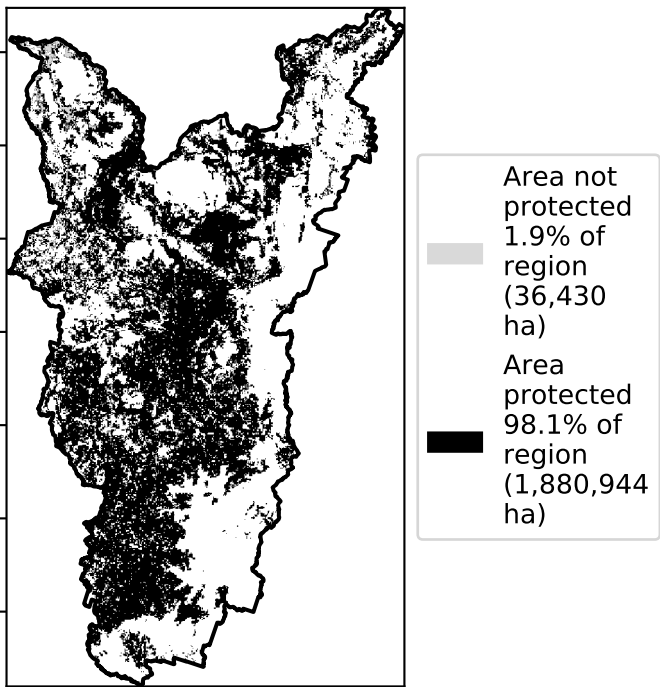 Area not
protected
1.9% of
region
(36,430
ha)
Area
protected
98.1% of
region
(1,880,944
ha)